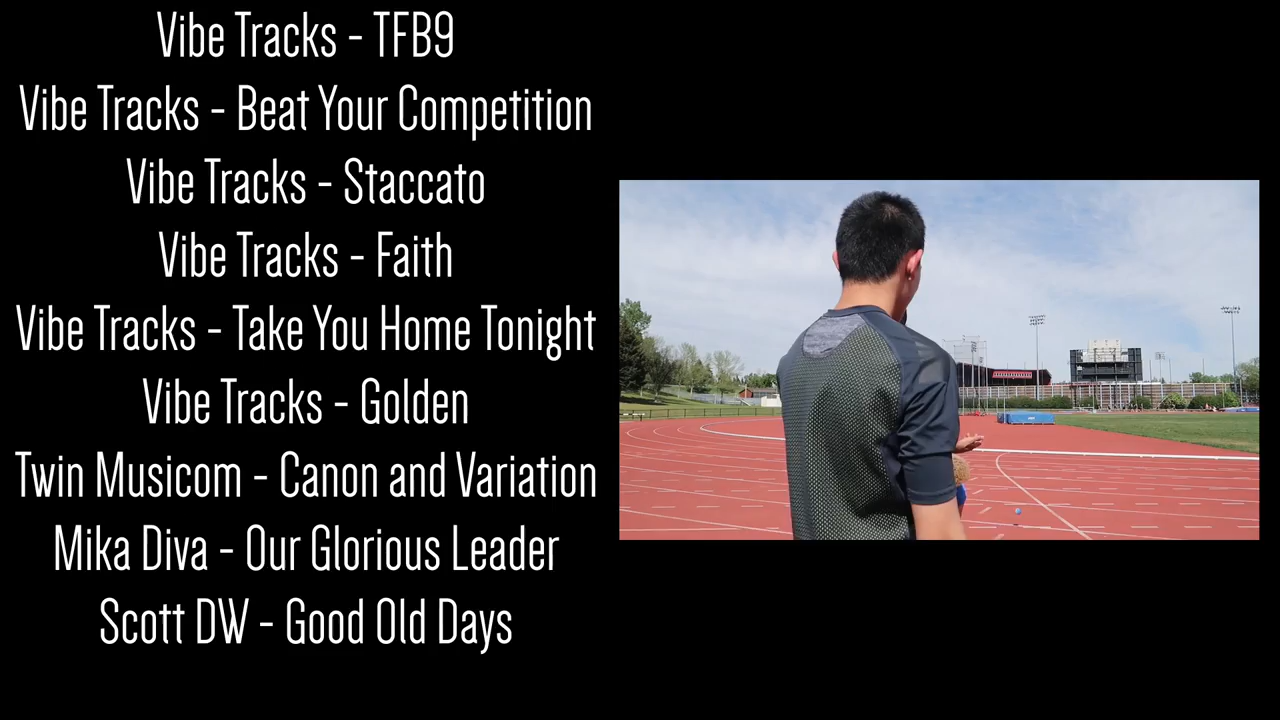 Vibe Tracks - TFB9
Vibe Tracks - Beat Your Competition
Vibe Tracks - Staccato
Vibe Tracks - Faith
Vibe Tracks - Take You Home Tonight
Vibe Tracks - Golden
Twin Musicom - Canon and Variation
Mika Diva - Our Glorious Leader
Scott DW - Good Old Days